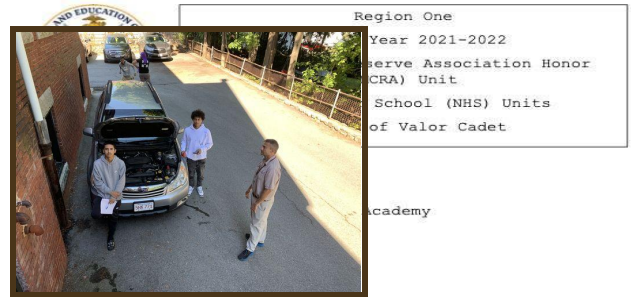 AND EDUCATION
Region One
Year 2021-2022
serve Association Honor
CRA) Unit
School (NHS) Units
of Valor Cadet
Academy